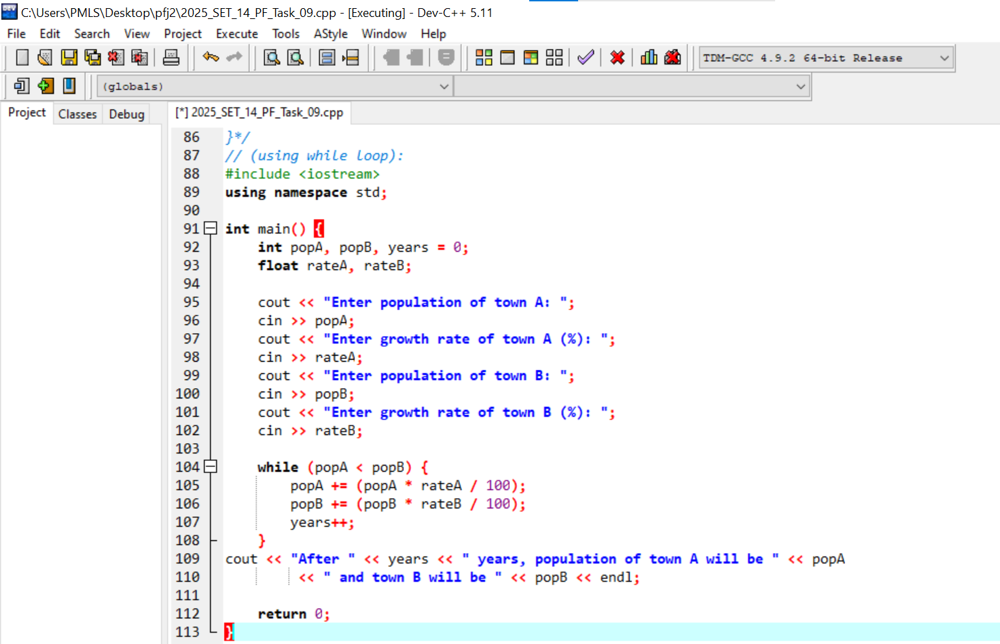 C:\Users\PMLS\Desktop\pfj2\2025_SET_14_PF_Task_09.cpp - [Executing] - Dev-C++ 5.11
File Edit Search View Project Execute Tools AStyle Window Help
TDM-GCC 4.9.2 64-bit Release
(globals)
Project Classes Debug [*] 2025_SET_14_PF_Task_09.cpp
86 }*/
87 // (using while loop):
88 #include <iostream>
89 using namespace std;
90
91 int main() {
92     int popA, popB, years = 0;
93     float rateA, rateB;
94
95     cout << "Enter population of town A: ";
96     cin >> popA;
97     cout << "Enter growth rate of town A (%): ";
98     cin >> rateA;
99     cout << "Enter population of town B: ";
100     cin >> popB;
101     cout << "Enter growth rate of town B (%): ";
102     cin >> rateB;
103
104     while (popA < popB) {
105         popA += (popA * rateA / 100);
106         popB += (popB * rateB / 100);
107         years++;
108     }
109 cout << "After " << years << " years, population of town A will be " << popA
110          << " and town B will be " << popB << endl;
111
112     return 0;
113 }